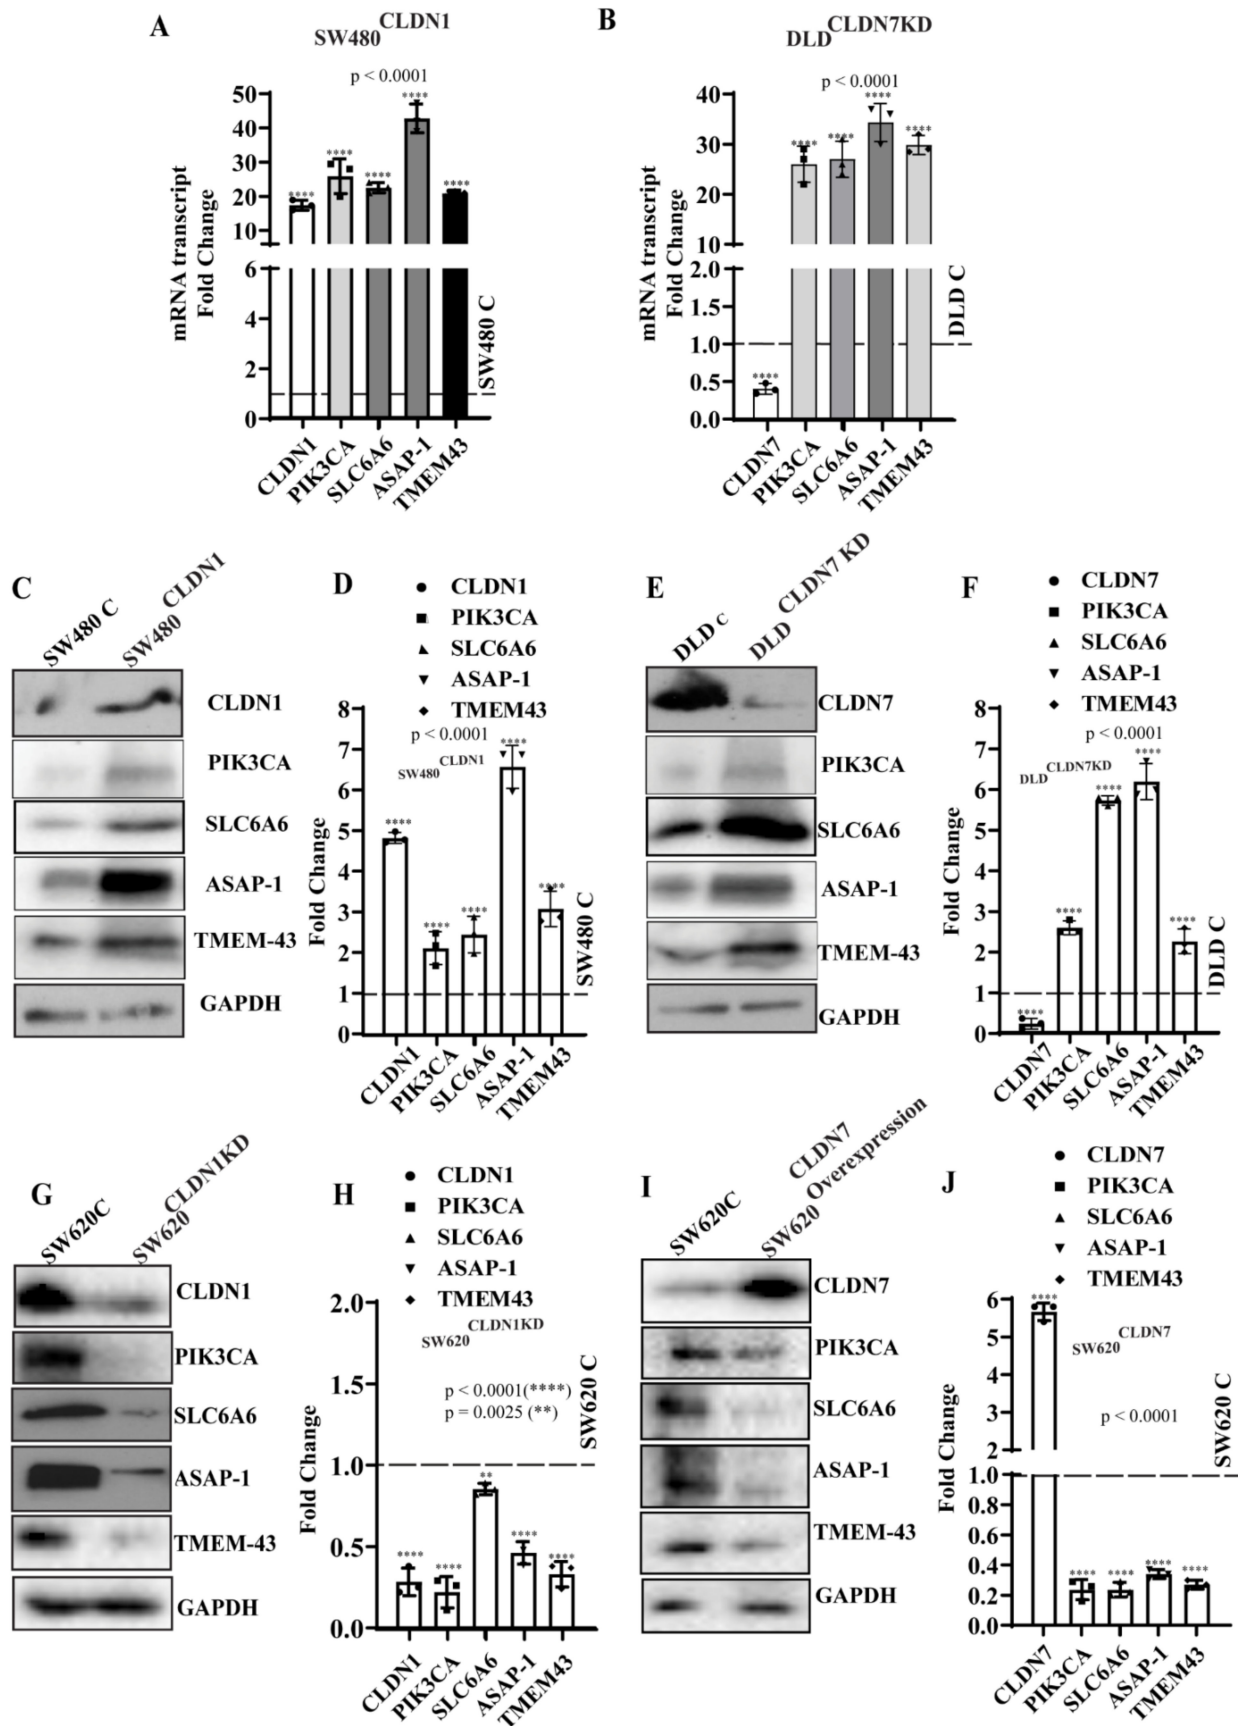 A
SW480 CLDN1
p < 0.0001
mRNA transcript
Fold Change
50
40
30
20
10
6
4
2
0
****
****
****
****
****
SW480 C
CLDN1
PIK3CA
SLC6A6
ASAP-1
TMEM43
B
DLD CLDN7KD
p < 0.0001
mRNA transcript
Fold Change
40
30
20
10
2.0
1.5
1.0
0.5
0.0
****
****
****
****
****
DLD C
CLDN7
PIK3CA
SLC6A6
ASAP-1
TMEM43
C
SW480 C
SW480 CLDN1
CLDN1
PIK3CA
SLC6A6
ASAP-1
TMEM-43
GAPDH
D
CLDN1
PIK3CA
SLC6A6
ASAP-1
TMEM43
p < 0.0001
SW480 CLDN1
Fold Change
8
7
6
5
4
3
2
1
0
****
****
****
****
****
SW480 C
CLDN1
PIK3CA
SLC6A6
ASAP-1
TMEM43
E
DLD C
DLD CLDN7 KD
CLDN7
PIK3CA
SLC6A6
ASAP-1
TMEM-43
GAPDH
F
CLDN7
PIK3CA
SLC6A6
ASAP-1
TMEM43
p < 0.0001
DLD CLDN7KD
Fold Change
8
7
6
5
4
3
2
1
0
****
****
****
****
****
DLD C
CLDN7
PIK3CA
SLC6A6
ASAP-1
TMEM43
G
SW620C
SW620 CLDN1KD
CLDN1
PIK3CA
SLC6A6
ASAP-1
TMEM-43
GAPDH
H
CLDN1
PIK3CA
SLC6A6
ASAP-1
TMEM43
SW620 CLDN1KD
p < 0.0001(****)
p = 0.0025 (**)
Fold Change
2.0
1.5
1.0
0.5
0.0
****
****
**
****
****
SW620 C
CLDN1
PIK3CA
SLC6A6
ASAP-1
TMEM43
I
SW620C
SW620 CLDN7 Overexpression
CLDN7
PIK3CA
SLC6A6
ASAP-1
TMEM-43
GAPDH
J
CLDN7
PIK3CA
SLC6A6
ASAP-1
TMEM43
SW620 CLDN7
p < 0.0001
Fold Change
6
5
4
3
2
1.0
0.8
0.6
0.4
0.2
0.0
****
****
****
****
****
SW620 C
CLDN7
PIK3CA
SLC6A6
ASAP-1
TMEM43